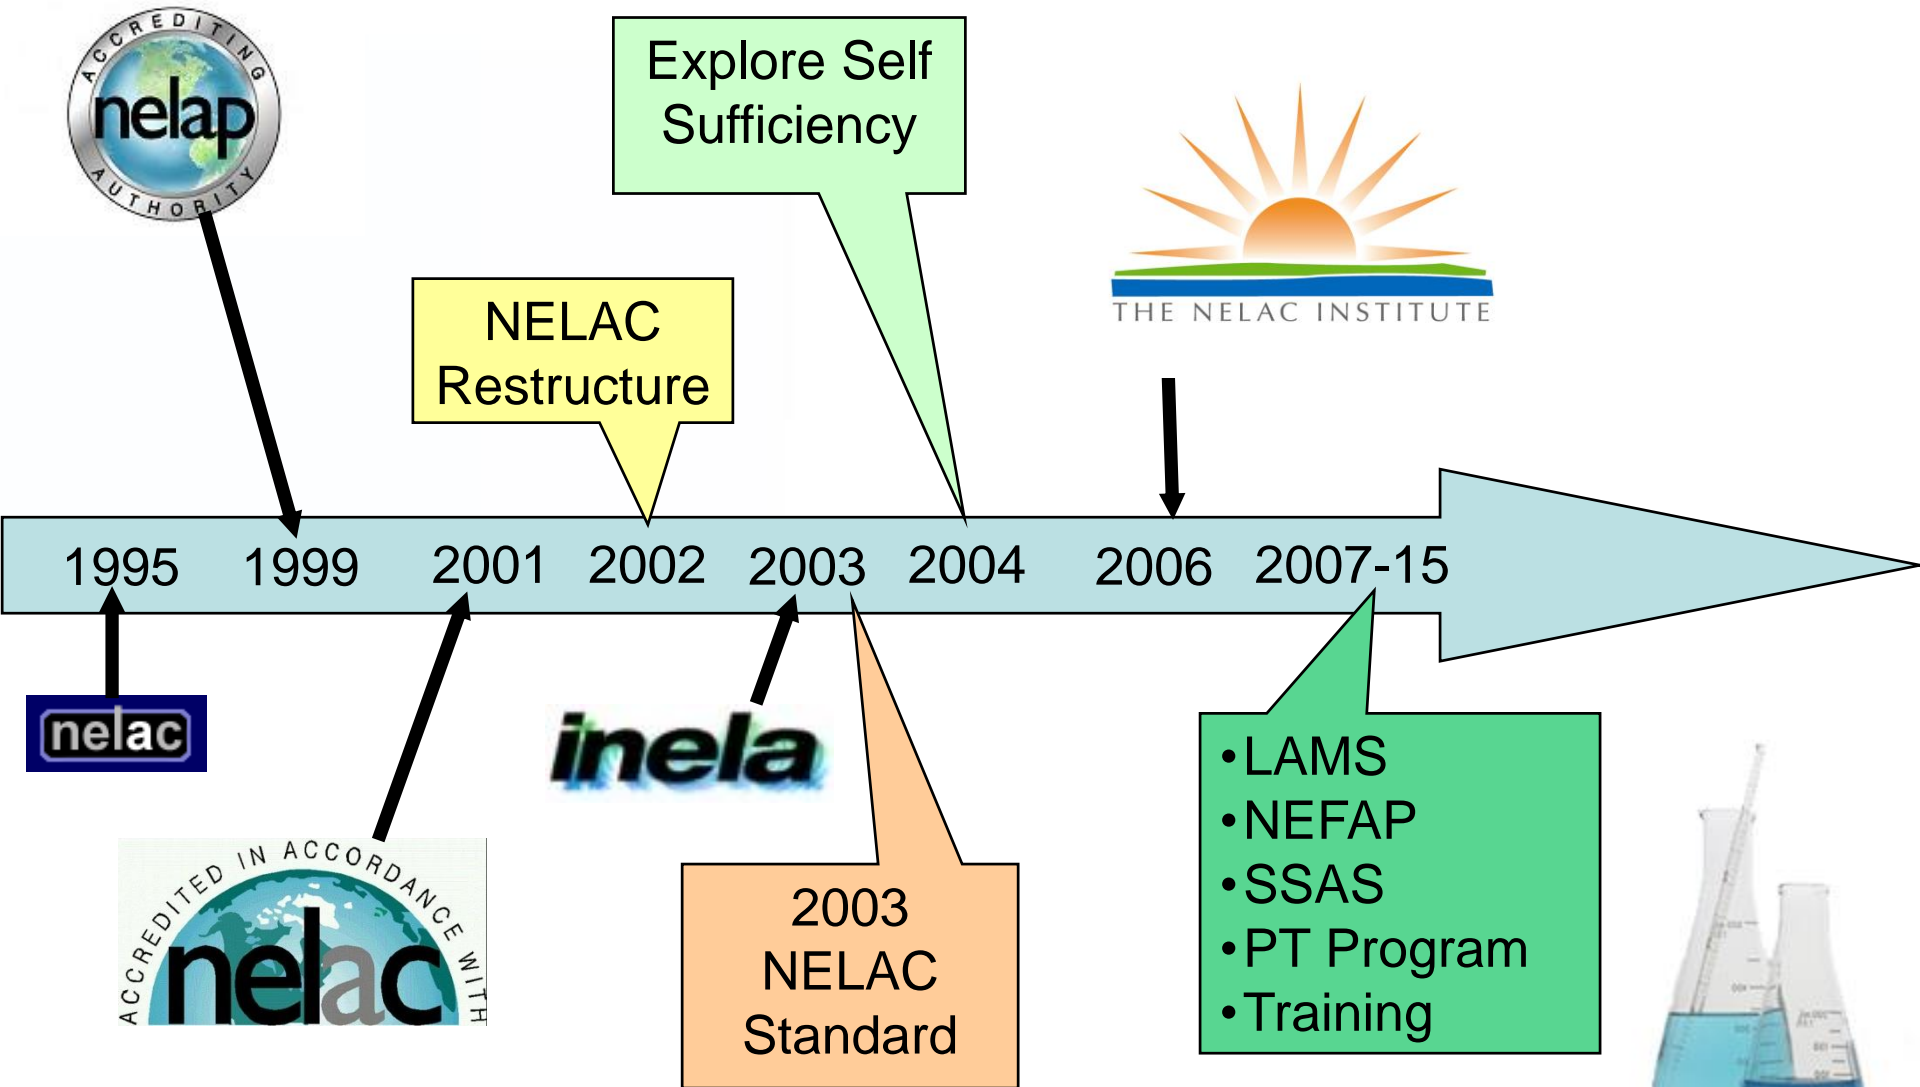 ACCREDITING
nelap
AUTHORITY
Explore Self
Sufficiency
THE NELAC INSTITUTE
NELAC
Restructure
1995 1999 2001 2002 2003 2004 2006 2007-15
nelac
inela
ACCREDITED IN ACCORDANCE WITH
nelac
2003
NELAC
Standard
•LAMS
•NEFAP
•SSAS
•PT Program
•Training